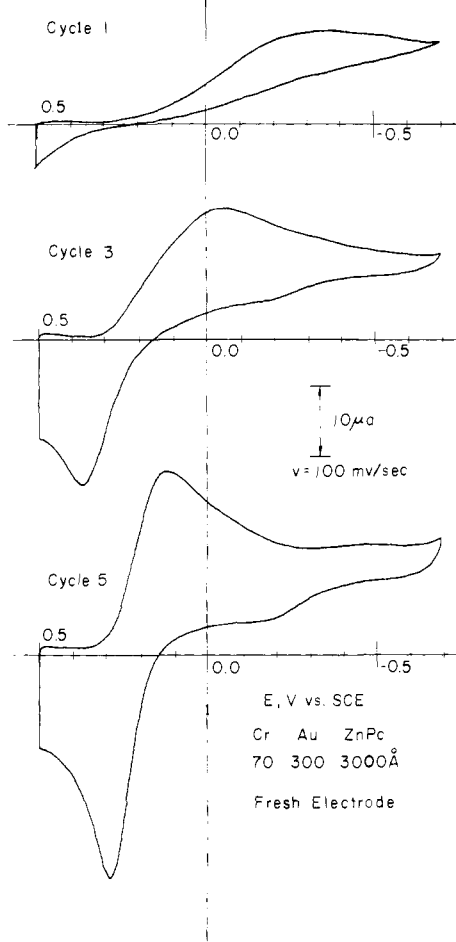 Cycle 1
0.5
0.0
-0.5
Cycle 3
0.5
0.0
-0.5
10μa
v=100 mv/sec
Cycle 5
0.5
0.0
-0.5
E, V vs. SCE
Cr Au ZnPc
70 300 3000Å
Fresh Electrode